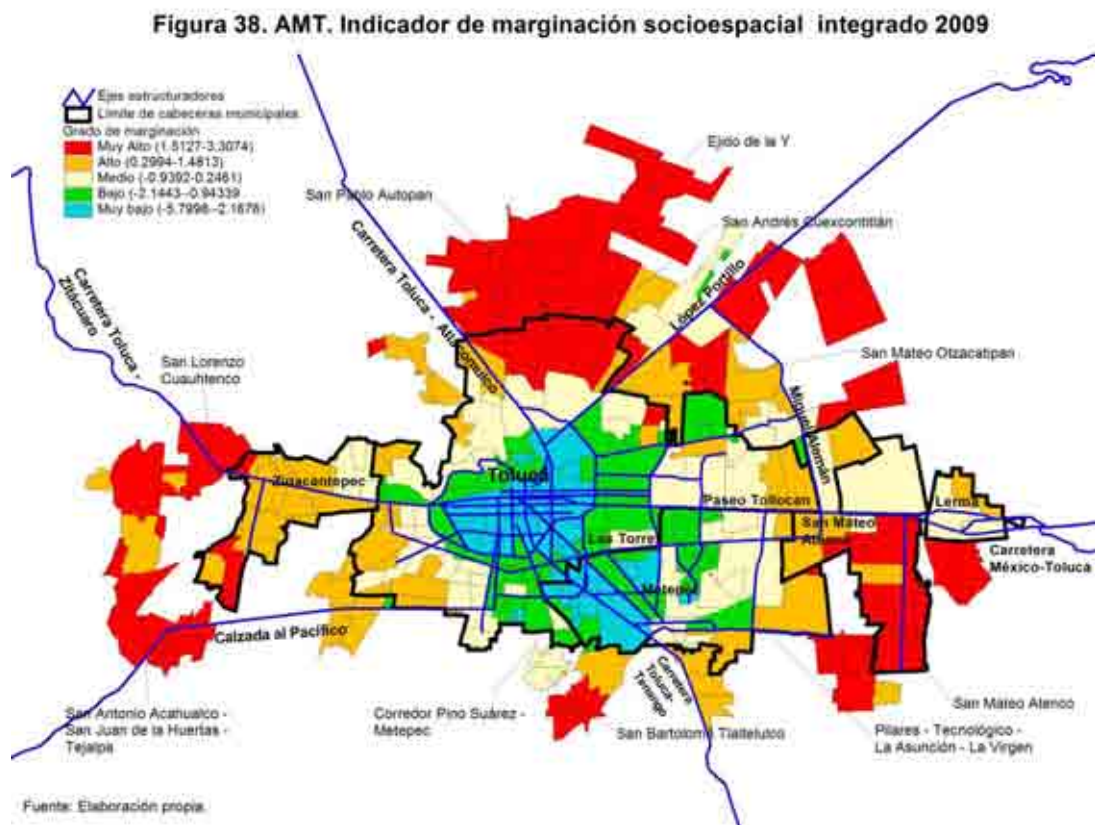 Figura 38. AMT. Indicador de marginación socioespacial integrado 2009
Ejes estructuradores
Límite de cabeceras municipales
Grado de marginación
Muy Alto (1.5127-3.3074)
Alto (0.2994-1.4813)
Medio (-0.9392-0.2461)
Bajo (-2.1443--0.94339
Muy bajo (-5.7998--2.1678)
Ejido de la Y
San Pablo Autopan
San Andrés Cuexcontitlán
Carretera Toluca - Atlacomulco
López Portillo
Carretera Toluca -
Zitácuaro
San Lorenzo
Cuauhtenco
San Mateo Otzacatipan
Miguel Alemán
Zinacantepec
Toluca
Paseo Tollocan
Lerma
San Mateo
Las Torre
Carretera
México-Toluca
Metepec
Calzada al Pacífico
Carretera
Toluca-
Tenango
San Antonio Acahualco -
San Juan de la Huertas -
Tejalpa
Corredor Pino Suárez -
Metepec
San Bartolomé Tlaltelulco
San Mateo Atenco
Pilares - Tecnológico -
La Asunción - La Virgen
Fuente: Elaboración propia.